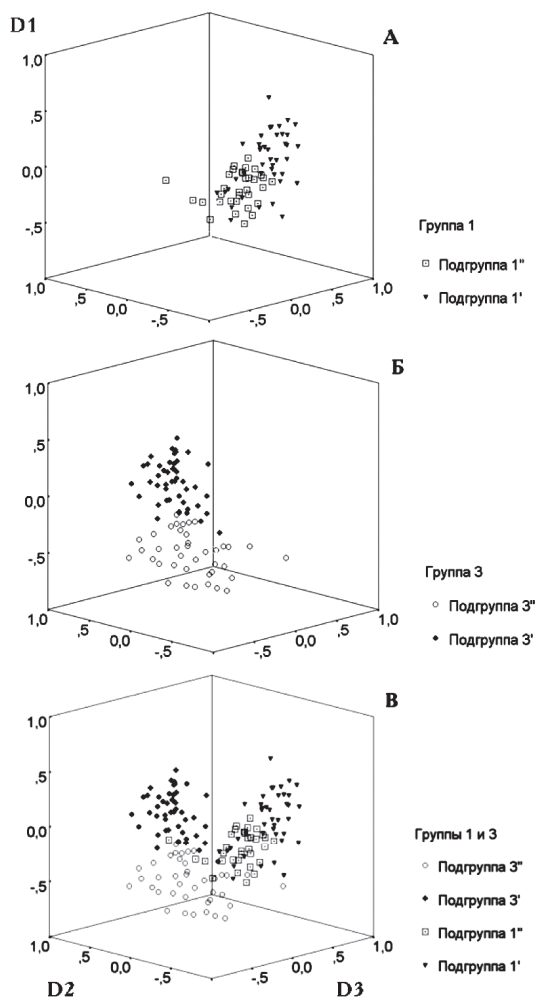 D1
А
1,0
,5
0,0
-,5
1,0
,5
0,0
-,5
-,5
0,0
,5
1,0
Группа 1
Подгруппа 1"
Подгруппа 1'
Б
1,0
,5
0,0
-,5
1,0
,5
0,0
-,5
-,5
0,0
,5
1,0
Группа 3
Подгруппа 3"
Подгруппа 3'
В
1,0
,5
0,0
-,5
1,0
,5
0,0
-,5
-,5
0,0
,5
1,0
D2
D3
Группы 1 и 3
Подгруппа 3"
Подгруппа 3'
Подгруппа 1"
Подгруппа 1'